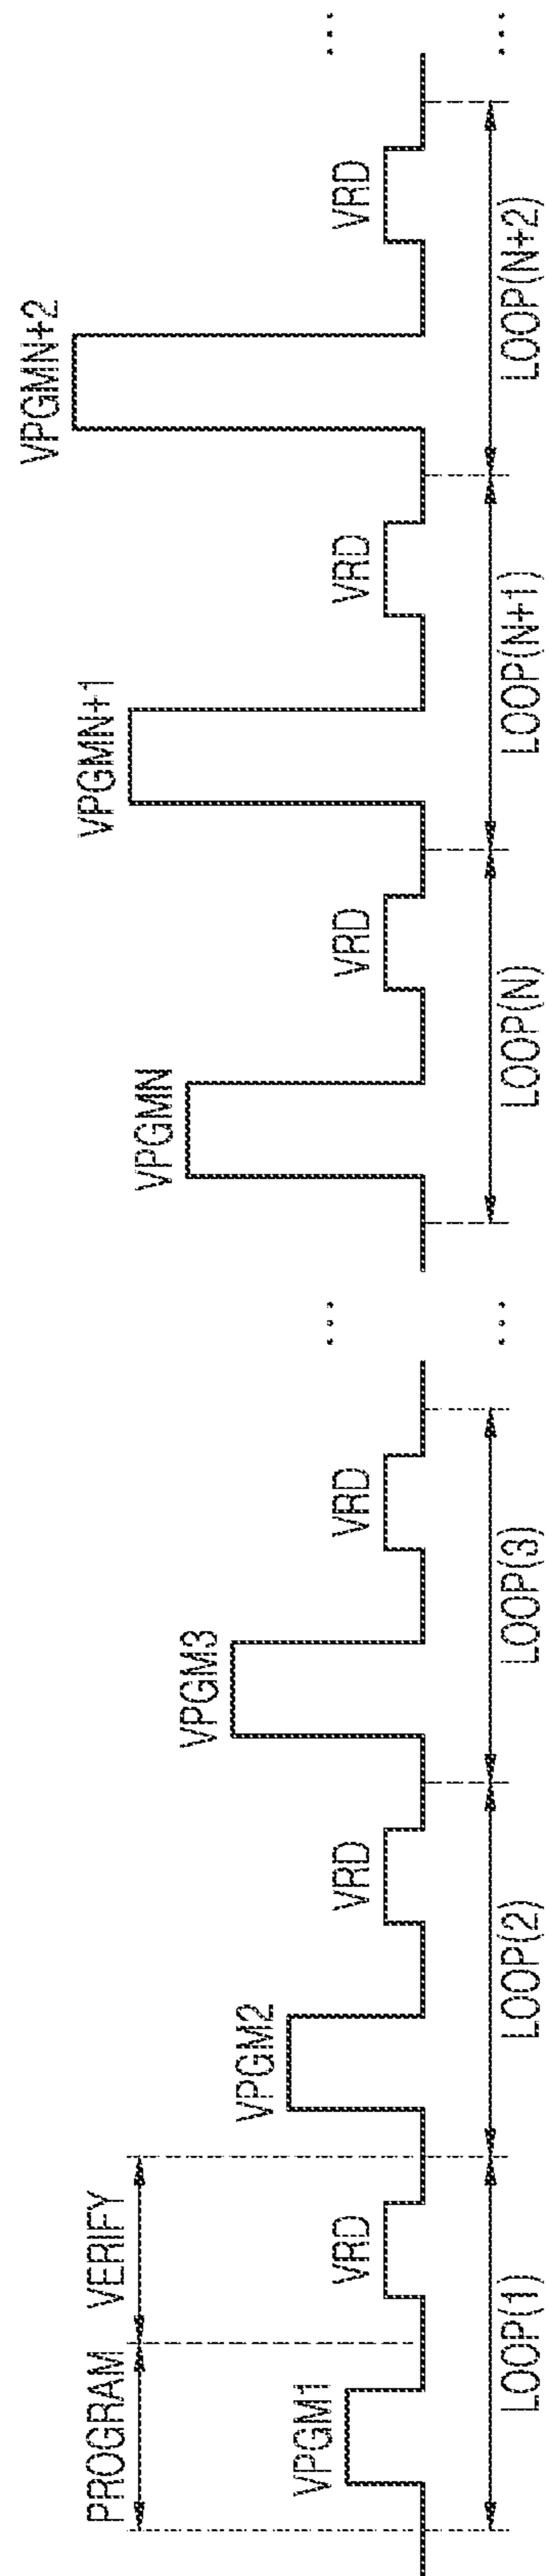 PROGRAM VERIFY
VPGM1 VRD VPGM2 VRD VPGM3 VRD ... VPGMN VRD VPGMN+1 VRD VPGMN+2 VRD ...
LOOP(1) LOOP(2) LOOP(3) ... LOOP(N) LOOP(N+1) LOOP(N+2) ...